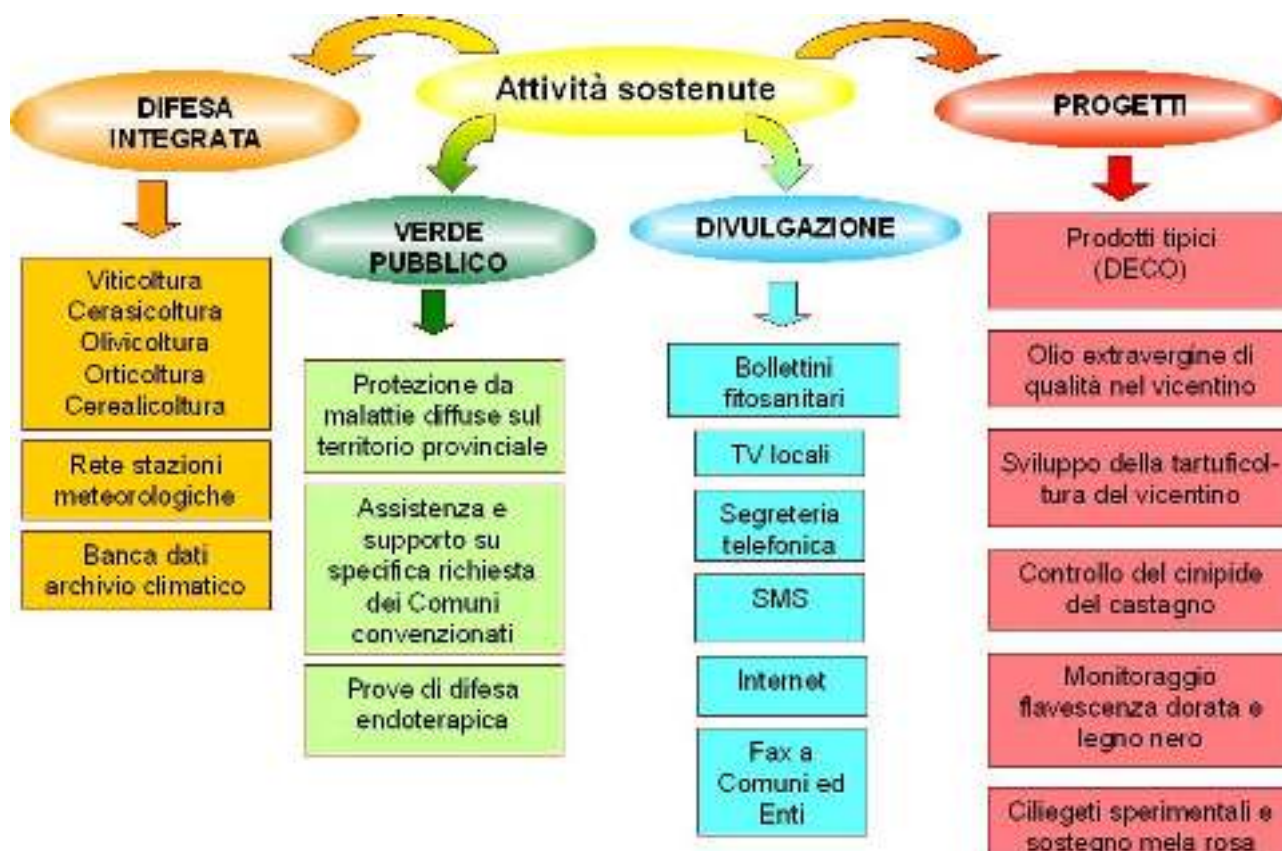 Attività sostenute
DIFESA
INTEGRATA
Viticoltura
Cerasicoltura
Olivicoltura
Orticoltura
Cerealicoltura
Rete stazioni
meteorologiche
Banca dati
archivio climatico
VERDE
PUBBLICO
Protezione da
malattie diffuse sul
territorio provinciale
Assistenza e
supporto su
specifica richiesta
dei Comuni
convenzionati
Prove di difesa
endoterapica
DIVULGAZIONE
Bollettini
fitosanitari
TV locali
Segreteria
telefonica
SMS
Internet
Fax a
Comuni ed
Enti
PROGETTI
Prodotti tipici
(DECO)
Olio extravergine di
qualità nel vicentino
Sviluppo della tartuficol-
tura del vicentino
Controllo del cinipide
del castagno
Monitoraggio
flavescenza dorata e
legno nero
Ciliegeti sperimentali e
sostegno mela rosa